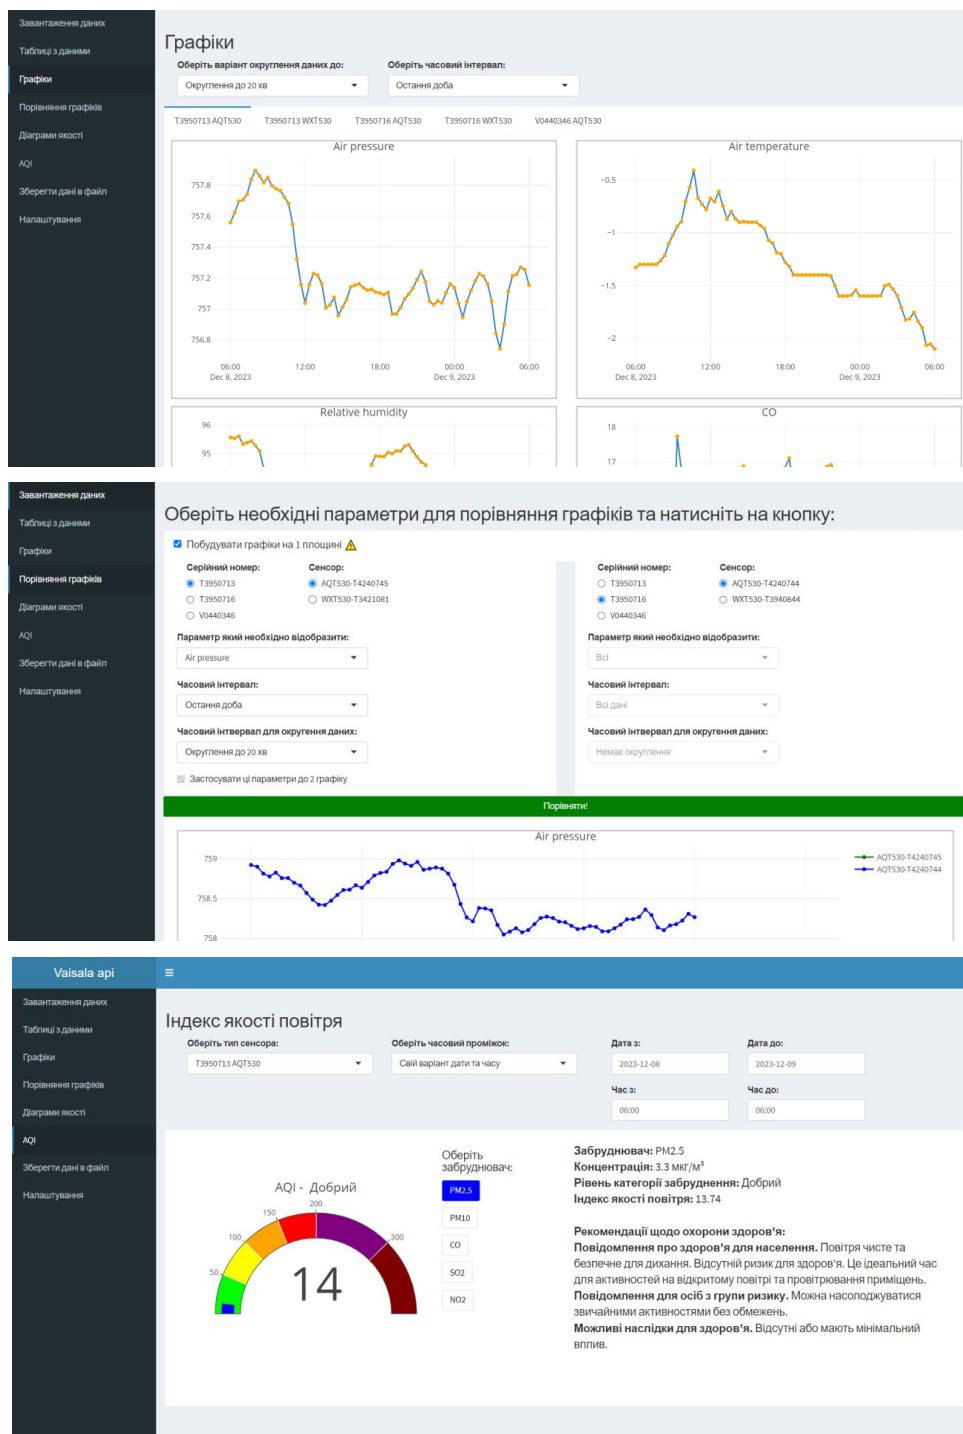 Завантаження даних
Таблиці з даними
Графіки
Порівняння графіків
Діаграми якості
AQI
Зберегти дані в файл
Налаштування
Графіки
Оберіть варіант округлення даних до:
Оберіть часовий інтервал:
Округлення до 20 хв
Остання доба
T3950713 AQT530
T3950713 WXT530
T3950716 AQT530
T3950716 WXT530
V0440346 AQT530
Air pressure
757.8
757.6
757.4
757.2
757
756.8
06:00
Dec 8, 2023
12:00
18:00
00:00
Dec 9, 2023
06:00
Air temperature
−0.5
−1
−1.5
−2
06:00
Dec 8, 2023
12:00
18:00
00:00
Dec 9, 2023
06:00
Relative humidity
96
95
CO
18
17
Завантаження даних
Таблиці з даними
Графіки
Порівняння графіків
Діаграми якості
AQI
Зберегти дані в файл
Налаштування
Оберіть необхідні параметри для порівняння графіків та натисніть на кнопку:
Побудувати графіки на 1 площині
Серійний номер:
T3950713
T3950716
V0440346
Сенсор:
AQT530-T4240745
WXT530-T3421081
Параметр який необхідно відобразити:
Air pressure
Часовий інтервал:
Остання доба
Часовий інтвервал для округення даних:
Округлення до 20 хв
Застосувати ці параметри до 2 графіку
Серійний номер:
T3950713
T3950716
V0440346
Сенсор:
AQT530-T4240744
WXT530-T3940844
Параметр який необхідно відобразити:
Всі
Часовий інтервал:
Всі дані
Часовий інтвервал для округення даних:
Немає округлення
Порівняти!
Air pressure
759
758.5
758
AQT530-T4240745
AQT530-T4240744
Vaisala api
Завантаження даних
Таблиці з даними
Графіки
Порівняння графіків
Діаграми якості
AQI
Зберегти дані в файл
Налаштування
Індекс якості повітря
Оберіть тип сенсора:
T3950713 AQT530
Оберіть часовий проміжок:
Свій варіант дати та часу
Дата з:
2023-12-08
Дата до:
2023-12-09
Час з:
06:00
Час до:
06:00
AQI - Добрий
50
100
150
200
300
14
Оберіть
забруднювач:
PM2.5
PM10
CO
SO2
NO2
Забруднювач: PM2.5
Концентрація: 3.3 мкг/м³
Рівень категорії забруднення: Добрий
Індекс якості повітря: 13.74
Рекомендації щодо охорони здоров'я:
Повідомлення про здоров'я для населення. Повітря чисте та
безпечне для дихання. Відсутній ризик для здоров'я. Це ідеальний час
для активностей на відкритому повітрі та провітрювання приміщень.
Повідомлення для осіб з групи ризику. Можна насолоджуватися
звичайними активностями без обмежень.
Можливі наслідки для здоров'я. Відсутні або мають мінімальний
вплив.